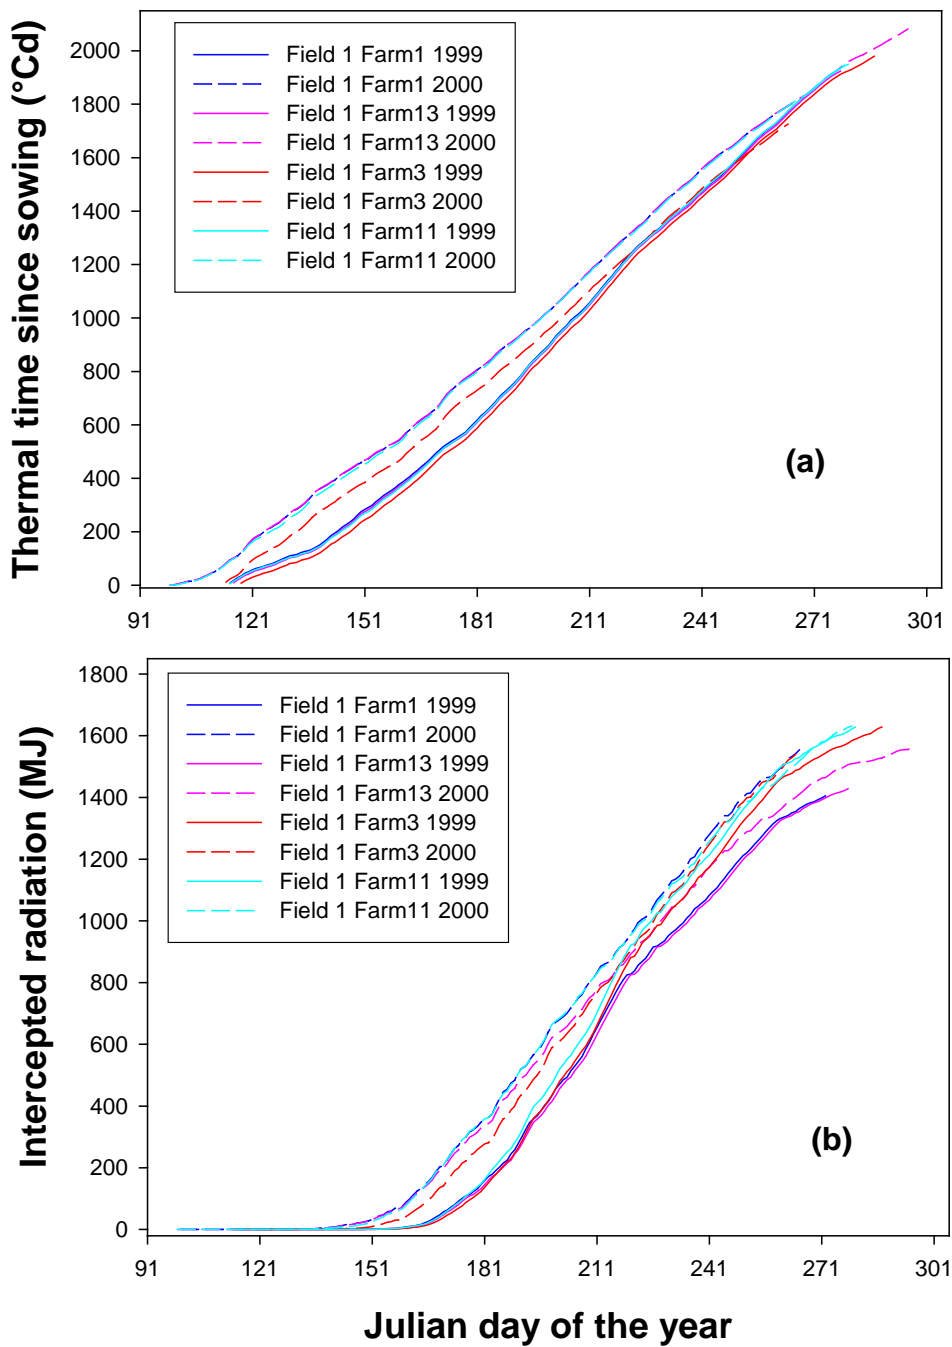 Thermal time since sowing (°Cd)
2000
1800
1600
1400
1200
1000
800
600
400
200
0
Field 1 Farm1 1999
Field 1 Farm1 2000
Field 1 Farm13 1999
Field 1 Farm13 2000
Field 1 Farm3 1999
Field 1 Farm3 2000
Field 1 Farm11 1999
Field 1 Farm11 2000
(a)
91 121 151 181 211 241 271 301
Intercepted radiation (MJ)
1800
1600
1400
1200
1000
800
600
400
200
0
Field 1 Farm1 1999
Field 1 Farm1 2000
Field 1 Farm13 1999
Field 1 Farm13 2000
Field 1 Farm3 1999
Field 1 Farm3 2000
Field 1 Farm11 1999
Field 1 Farm11 2000
(b)
91 121 151 181 211 241 271 301
Julian day of the year